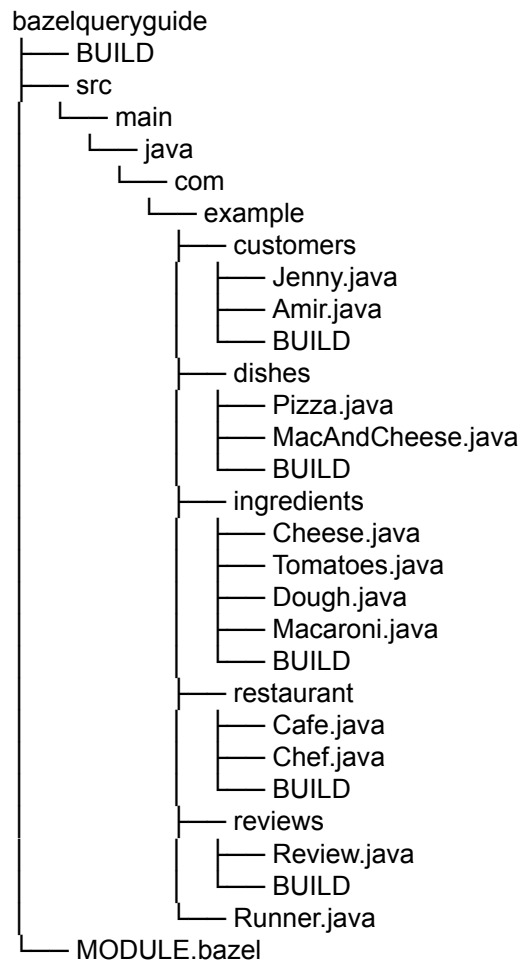 bazelqueryguide
BUILD
src
main
java
com
example
customers
Jenny.java
Amir.java
BUILD
dishes
Pizza.java
MacAndCheese.java
BUILD
ingredients
Cheese.java
Tomatoes.java
Dough.java
Macaroni.java
BUILD
restaurant
Cafe.java
Chef.java
BUILD
reviews
Review.java
BUILD
Runner.java
MODULE.bazel